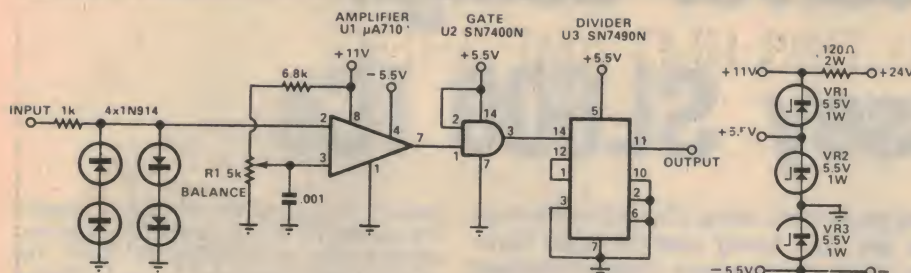 AMPLIFIER
U1 µA710
+11V
-5.5V
6.8k
INPUT 1k
4x1N914
8
2
4
7
3
1
R1 5k
BALANCE
.001
GATE
U2 SN7400N
+5.5V
14
2
3
1
7
DIVIDER
U3 SN7490N
+5.5V
5
14
11
12
1
OUTPUT
10
3
2
6
7
120Ω
2W
+11V
+24V
VR1
5.5V
1W
+5.5V
VR2
5.5V
1W
VR3
5.5V
1W
-5.5V
-